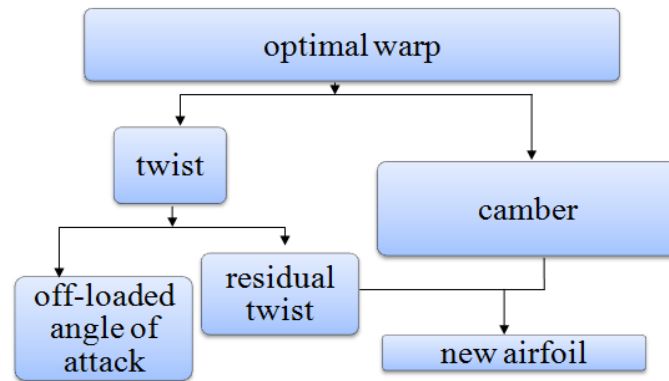 optimal warp
twist
camber
off-loaded
angle of
attack
residual
twist
new airfoil